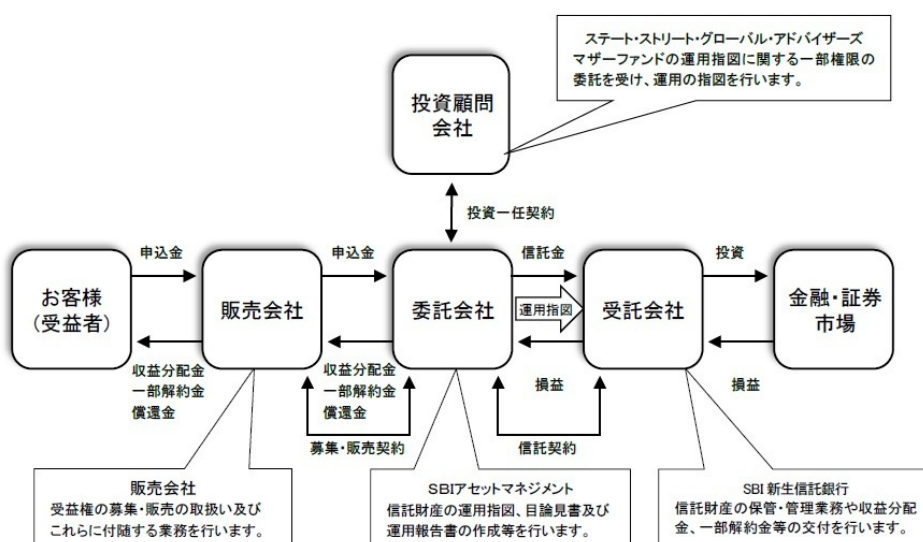 ステート・ストリート・グローバル・アドバイザーズ
マザーファンドの運用指図に関する一部権限の
委託を受け、運用の指図を行います。
投資顧問
会社
投資一任契約
申込金
申込金
信託金
投資
お客様
(受益者)
販売会社
委託会社
運用指図
受託会社
金融・証券
市場
収益分配金
一部解約金
償還金
収益分配金
一部解約金
償還金
損益
損益
募集・販売契約
信託契約
販売会社
受益権の募集・販売の取扱い及び
これらに付随する業務を行います。
SBIアセットマネジメント
信託財産の運用指図、目論見書及び
運用報告書の作成等を行います。
SBI 新生信託銀行
信託財産の保管・管理業務や収益分配
金、一部解約金等の交付を行います。